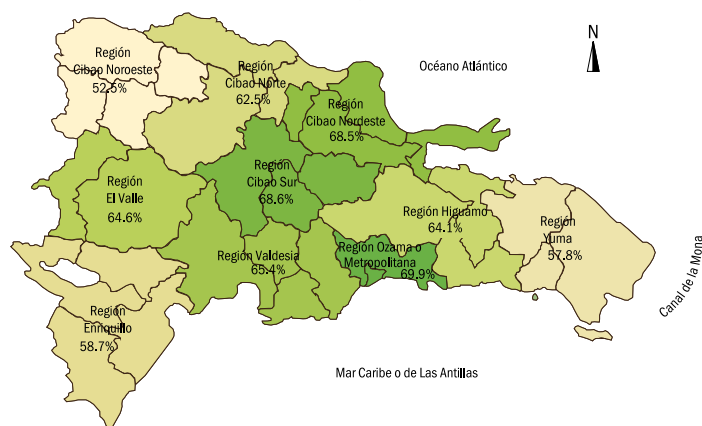 N
Océano Atlántico
Región
Cibao Noroeste
52.5%
Región
Cibao Norte
62.5%
Región
Cibao Nordeste
68.5%
Región
Cibao Sur
68.6%
Región
El Valle
64.6%
Región Higuamo
64.1%
Región
Yuma
57.8%
Región Valdesia
65.4%
Región Ozama o
Metropolitana
69.9%
Región
Enriquillo
58.7%
Canal de la Mona
Mar Caribe o de Las Antillas